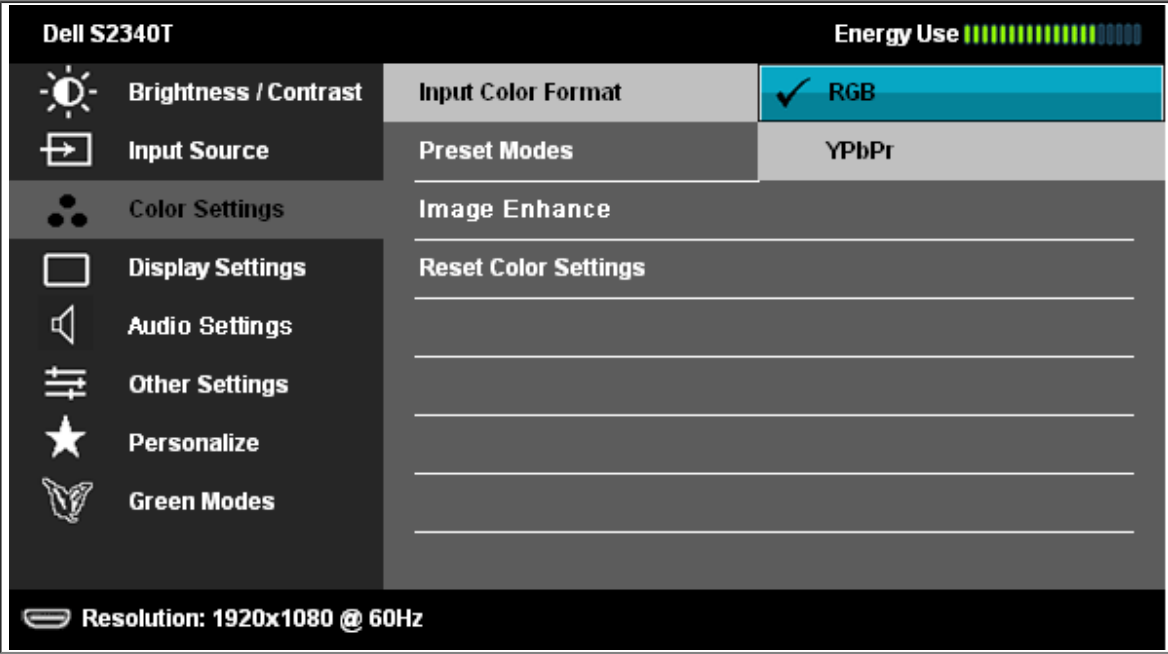 Dell S2340T Energy Use
Brightness / Contrast Input Color Format RGB
Input Source Preset Modes YPbPr
Color Settings Image Enhance
Display Settings Reset Color Settings
Audio Settings
Other Settings
Personalize
Green Modes
Resolution: 1920x1080 @ 60Hz